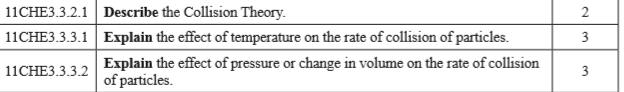 11CHE3.3.2.1 Describe the Collision Theory. 2
11CHE3.3.3.1 Explain the effect of temperature on the rate of collision of particles. 3
11CHE3.3.3.2 Explain the effect of pressure or change in volume on the rate of collision
of particles. 3